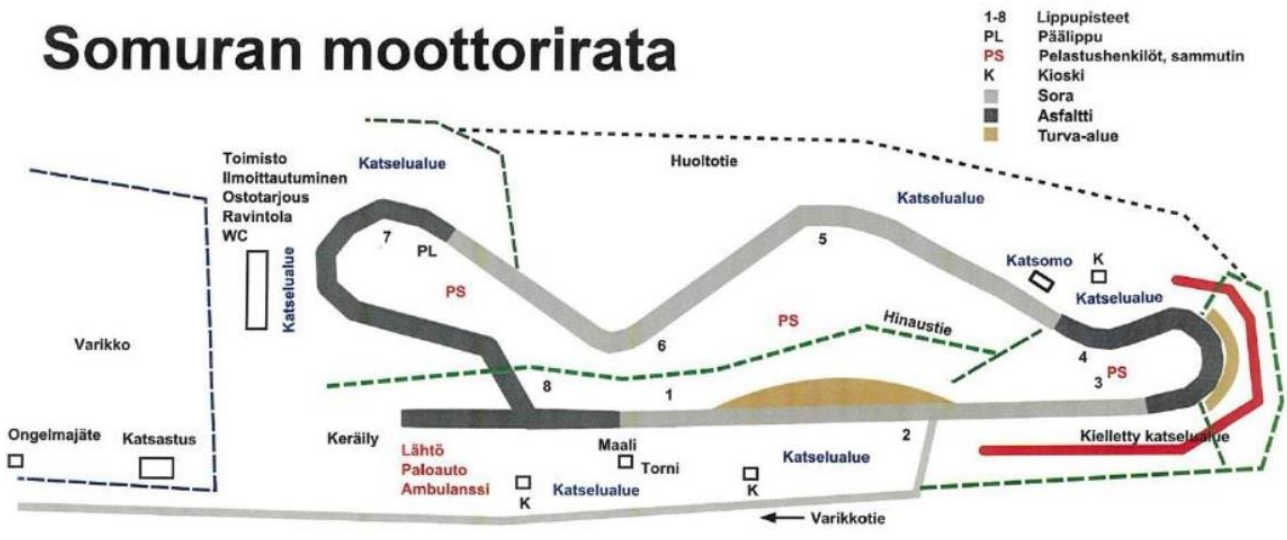 Somuran moottorirata
1-8 Lippupisteet
PL Päälippu
PS Pelastushenkilöt, sammutin
K Kioski
Sora
Asfaltti
Turva-alue
Toimisto
Ilmoittautuminen
Ostotarjous
Ravintola
WC
Katselualue
Katselualue
Huoltotie
Katselualue
7
PL
PS
5
Katsomo
K
Katselualue
Varikko
PS
Hinaustie
6
4
3
PS
8
1
2
Ongelmajäte
Katsastus
Keräily
Lähtö
Paloauto
Ambulanssi
Maali
Torni
K
Katselualue
K
Katselualue
Kielletty katselualue
Varikkotie